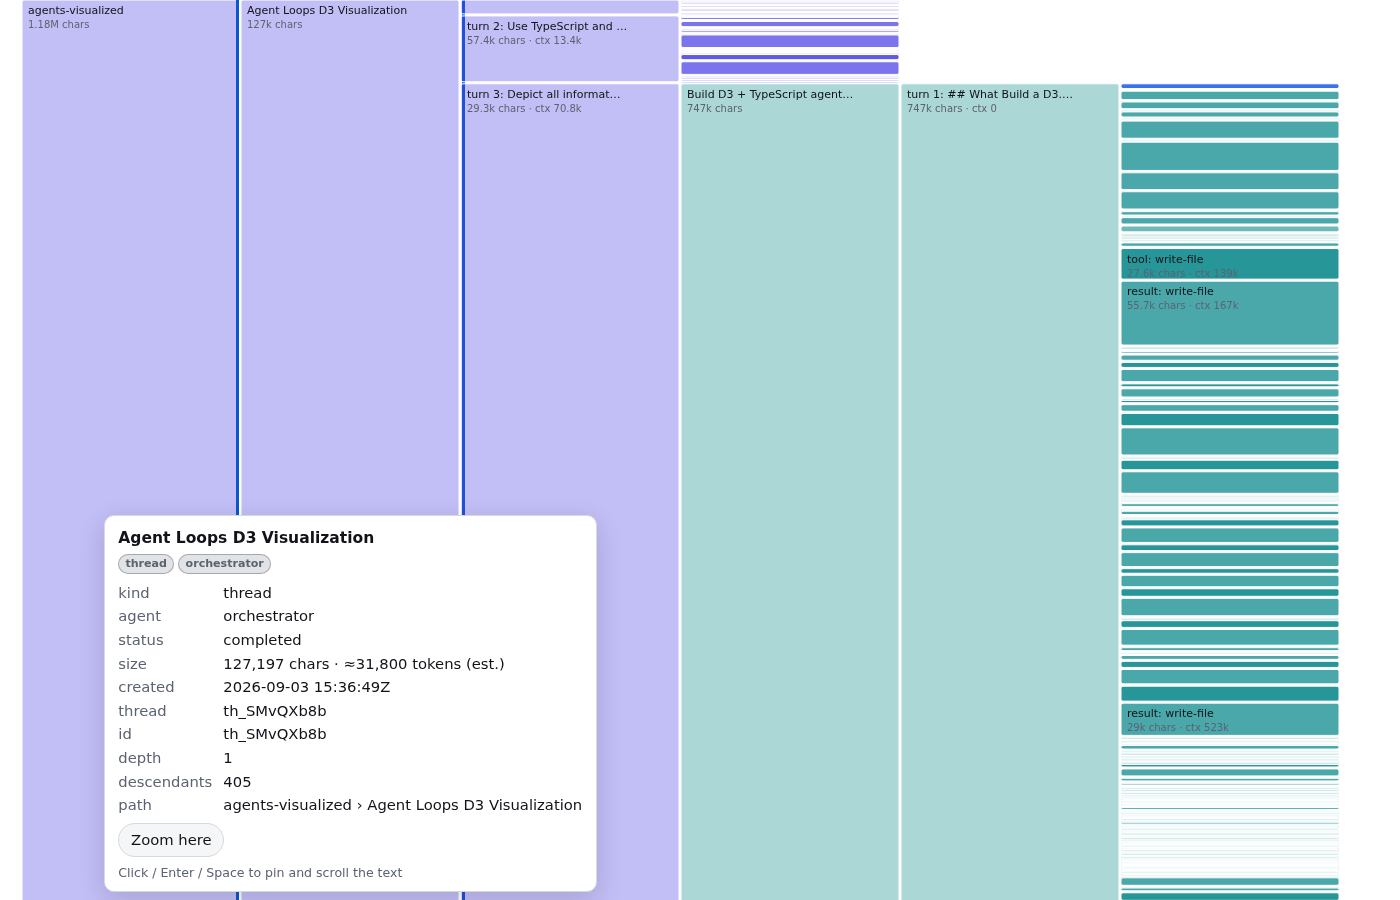 agents-visualized
1.18M chars
Agent Loops D3 Visualization
127k chars
turn 2: Use TypeScript and ...
57.4k chars · ctx 13.4k
turn 3: Depict all informat...
29.3k chars · ctx 70.8k
Build D3 + TypeScript agent...
747k chars
turn 1: ## What Build a D3....
747k chars · ctx 0
tool: write-file
27.6k chars · ctx 139k
result: write-file
55.7k chars · ctx 167k
result: write-file
29k chars · ctx 523k
Agent Loops D3 Visualization
thread orchestrator
kind thread
agent orchestrator
status completed
size 127,197 chars · ≈31,800 tokens (est.)
created 2026-09-03 15:36:49Z
thread th_SMvQXb8b
id th_SMvQXb8b
depth 1
descendants 405
path agents-visualized › Agent Loops D3 Visualization
Zoom here
Click / Enter / Space to pin and scroll the text